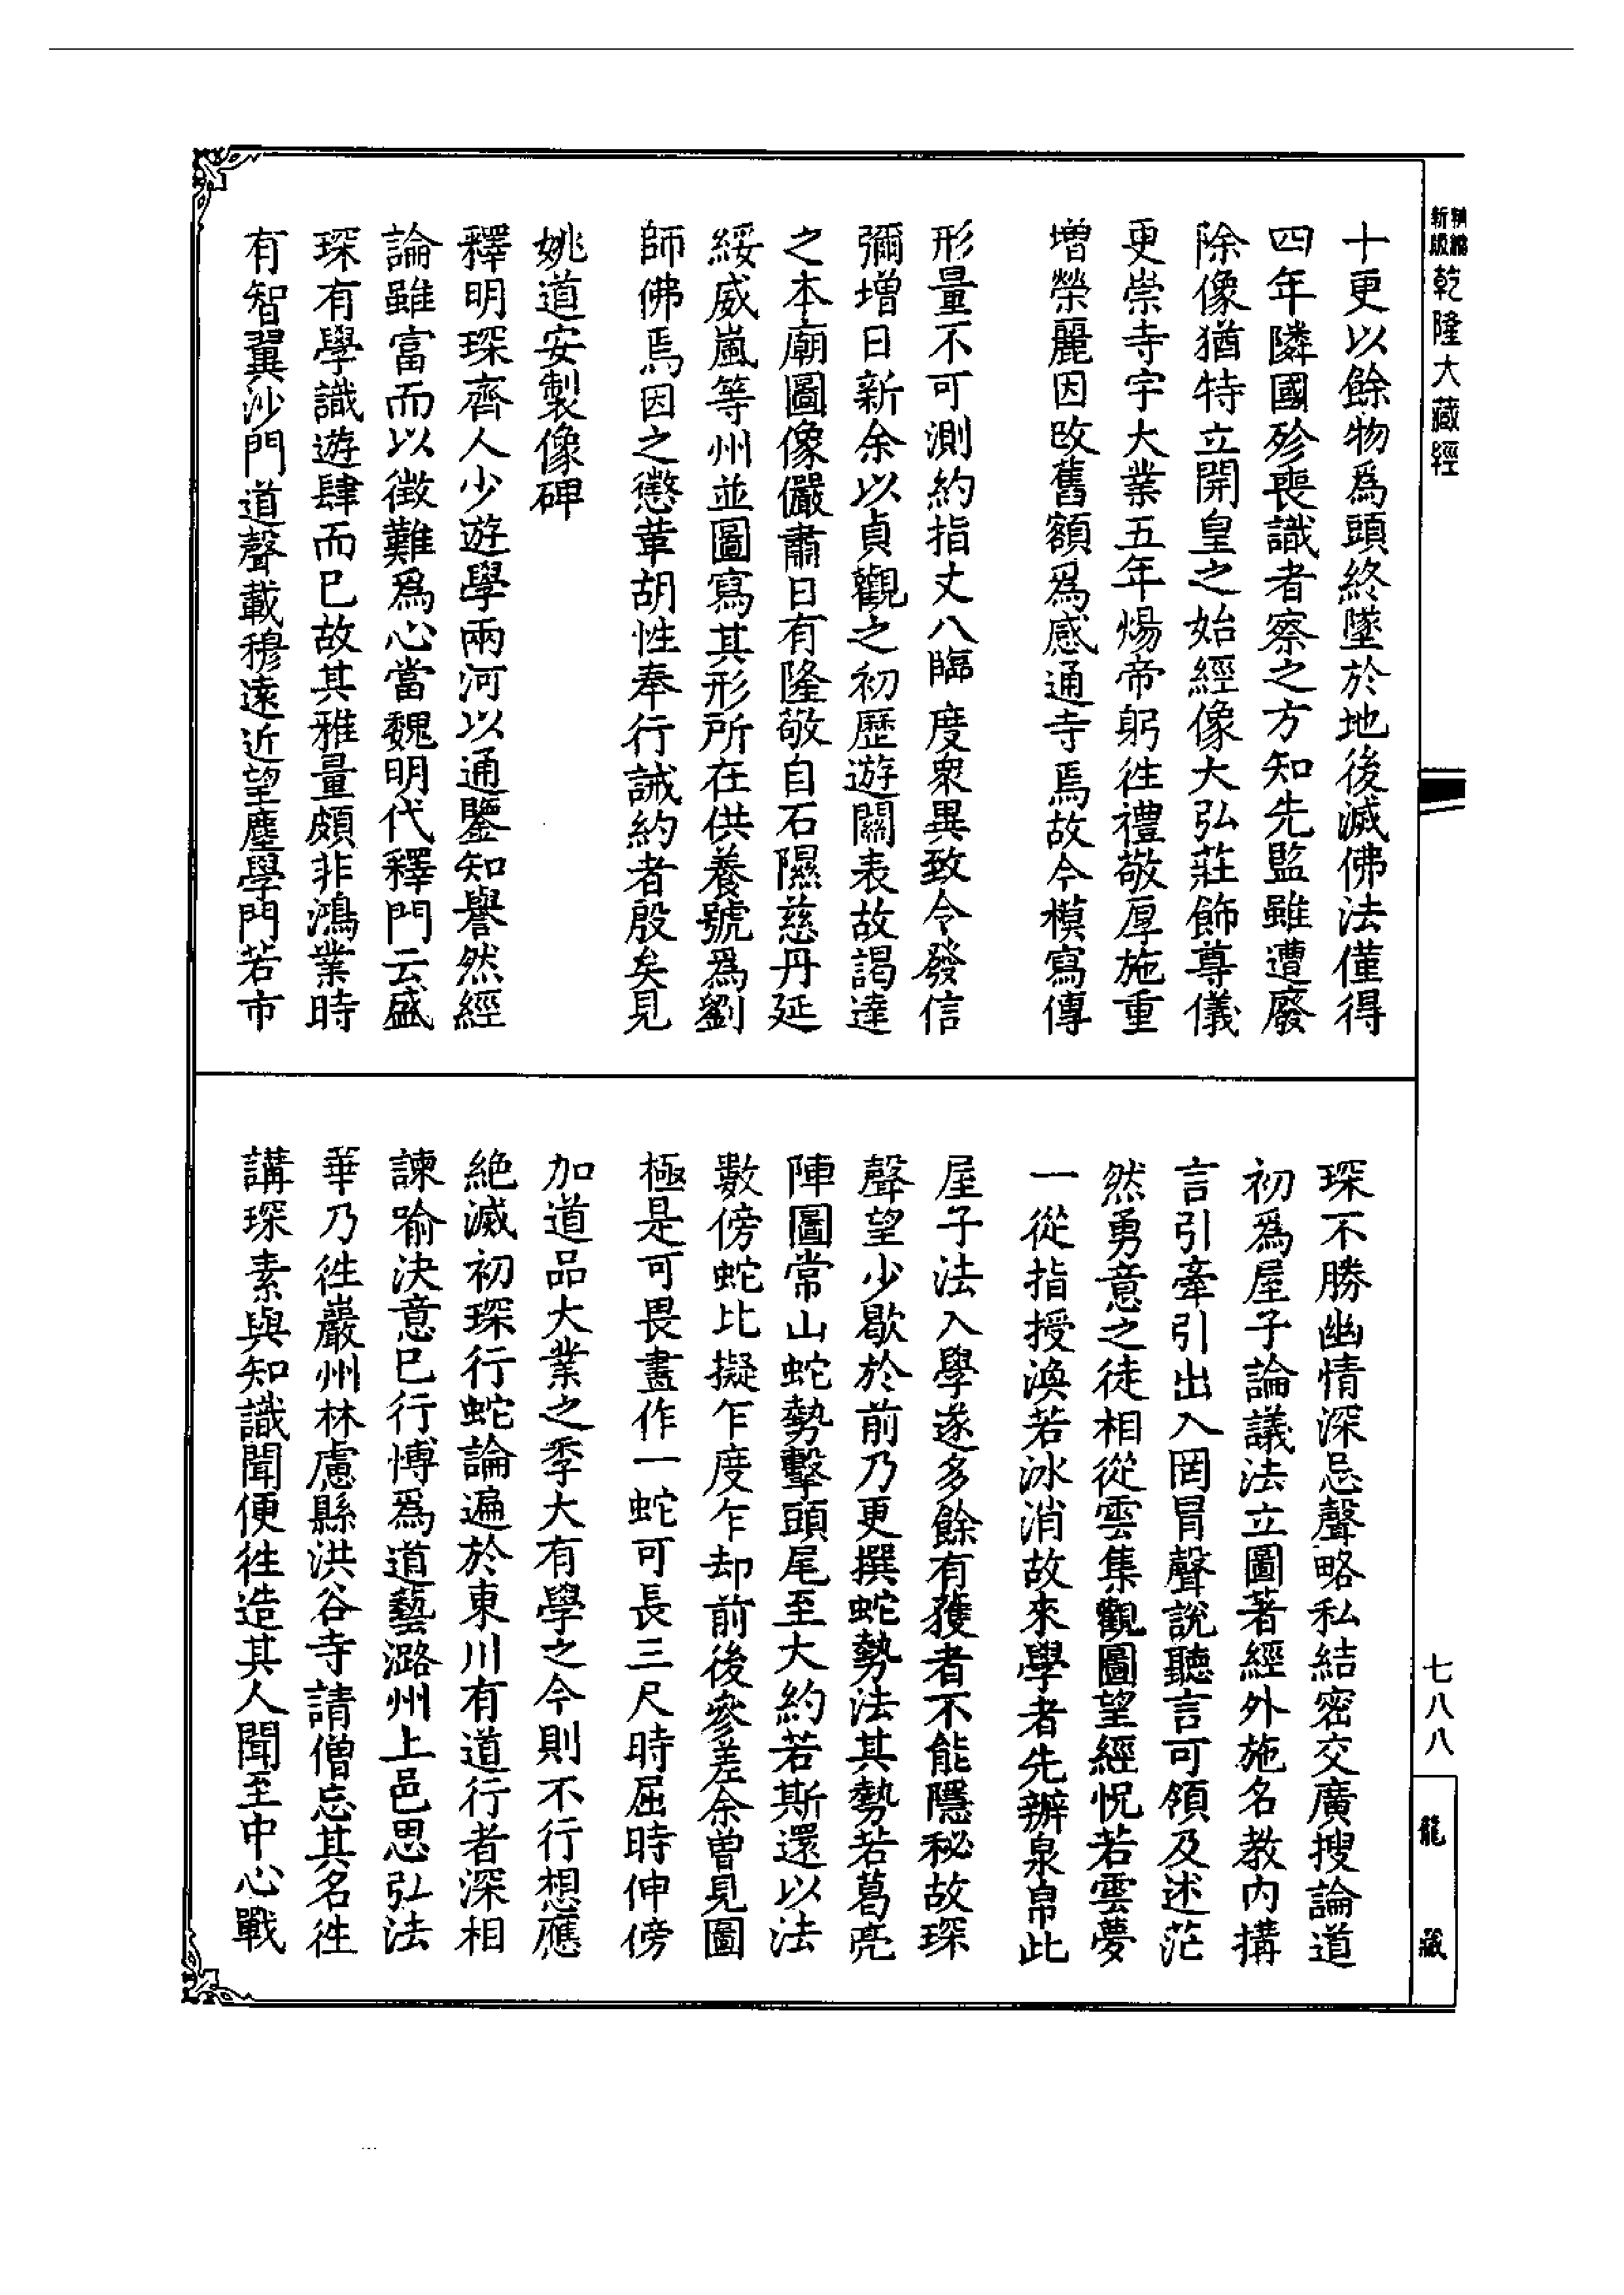 新版 精縮 乾隆大藏經
十更以餘物爲頭終墜於地後滅佛法僅得
四年隣國殄喪識者察之方知先監雖遭廢
除像猶特立開皇之始經像大弘莊飾尊儀
更崇寺宇大業五年煬帝躬往禮敬厚施重
增榮麗因改舊額爲感通寺焉故今模寫傳
形量不可測約指丈八臨度衆異致令發信
彌增日新余以貞觀之初歷遊關表故謁達
之本廟圖像儼肅日有隆敬自石隰慈丹延
綏威嵐等州並圖寫其形所在供養號爲劉
師佛焉因之懲革胡性奉行誡約者殷矣見
姚道安製像碑
釋明琛齊人少遊學兩河以通鑒知譽然經
論雖富而以徵難爲心當魏明代釋門云盛
琛有學識遊肆而已故其雅量頗非鴻業時
有智翼沙門道聲載穆遠近望塵學門若市
琛不勝幽情深忌聲略私結密交廣搜論道
初爲屋子論議法立圖著經外施名教內搆
言引牽引出入罔冒聲說聽言可領及述茫
然勇意之徒相從雲集觀圖望經怳若雲夢
一從指授渙若冰消故來學者先辦泉帛此
屋子法入學遂多餘有獲者不能隱祕故琛
聲望少歇於前乃更撰蛇勢法其勢若葛亮
陣圖常山蛇勢擊頭尾至大約若斯還以法
數傍蛇比擬乍度乍却前後參差余曾見圖
極是可畏畫作一蛇可長三尺時屈時伸傍
加道品大業之季大有學之今則不行想應
絶滅初琛行蛇論遍於東川有道行者深相
諫喻決意已行愽爲道藝潞州上邑思弘法
華乃往巖州林慮縣洪谷寺請僧忘其名往
講琛素與知識聞便往造其人聞至中心戰
七八八
龍藏